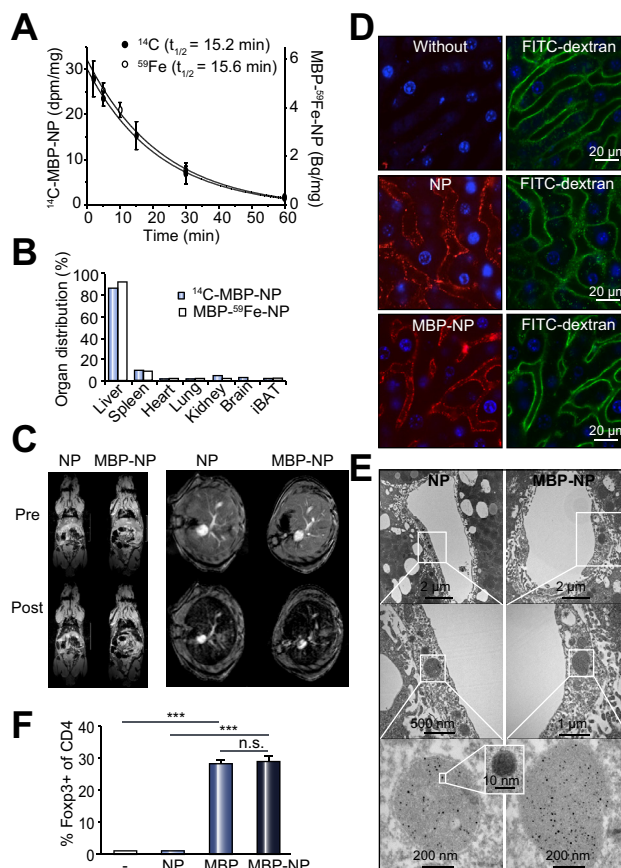 A
¹⁴C (t1/2 = 15.2 min)
⁵⁹Fe (t1/2 = 15.6 min)
¹⁴C-MBP-NP (dpm/mg)
MBP-⁵⁹Fe-NP (Bq/mg)
40
30
20
10
0
6
4
2
0
0 10 20 30 40 50 60
Time (min)
B
Organ distribution (%)
100
80
60
40
20
0
¹⁴C-MBP-NP
MBP-⁵⁹Fe-NP
Liver
Spleen
Heart
Lung
Kidney
Brain
iBAT
C
NP MBP-NP NP MBP-NP
Pre
Post
D
Without FITC-dextran
20 µm
NP FITC-dextran
20 µm
MBP-NP FITC-dextran
20 µm
E
NP MBP-NP
2 µm 2 µm
500 nm 1 µm
10 nm
200 nm 200 nm
F
% Foxp3+ of CD4
40
30
20
10
0
***
***
n.s.
- NP MBP MBP-NP